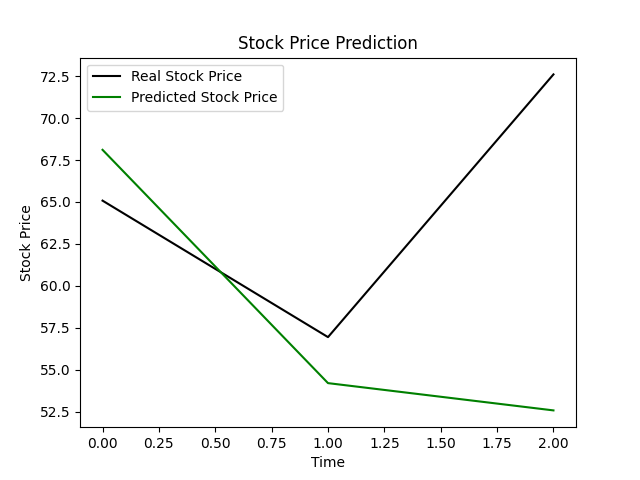 Stock Price Prediction
Real Stock Price
Predicted Stock Price
Stock Price
72.5
70.0
67.5
65.0
62.5
60.0
57.5
55.0
52.5
0.00 0.25 0.50 0.75 1.00 1.25 1.50 1.75 2.00
Time